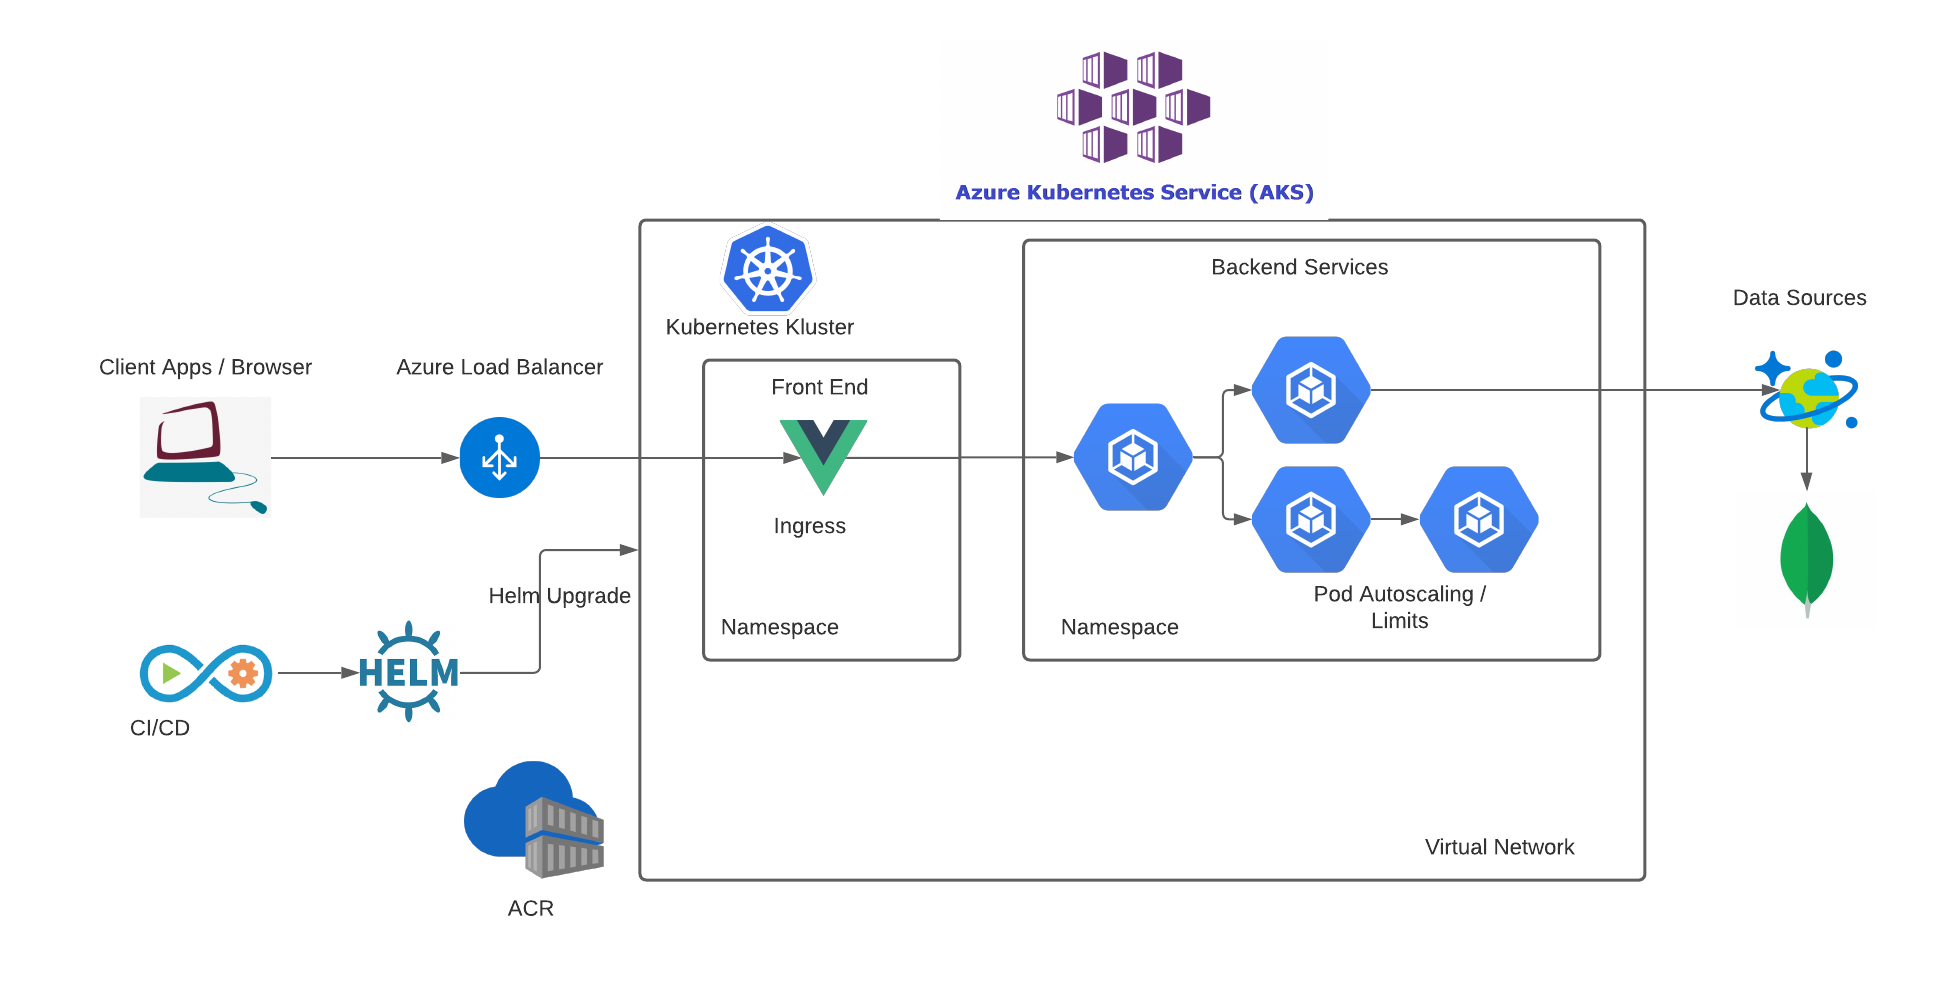 Azure Kubernetes Service (AKS)
Kubernetes Kluster
Backend Services
Data Sources
Client Apps / Browser
Azure Load Balancer
Front End
Ingress
Helm Upgrade
Pod Autoscaling /
Limits
Namespace
Namespace
HELM
CI/CD
Virtual Network
ACR